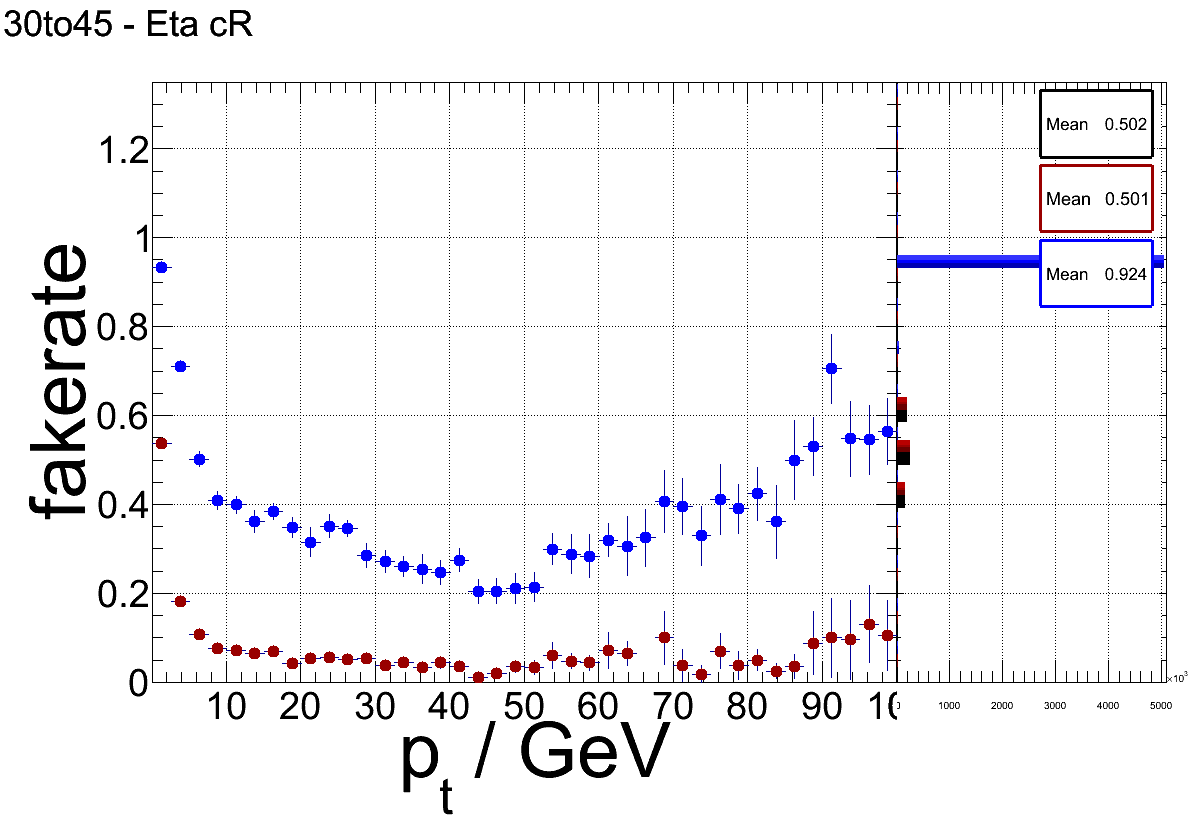 30to45 - Eta cR
Mean 0.502
Mean 0.501
Mean 0.924
1.2
1
0.8
0.6
0.4
0.2
0
fakerate
10 20 30 40 50 60 70 80 90 10
1000 2000 3000 4000 5000
×10³
p_t / GeV